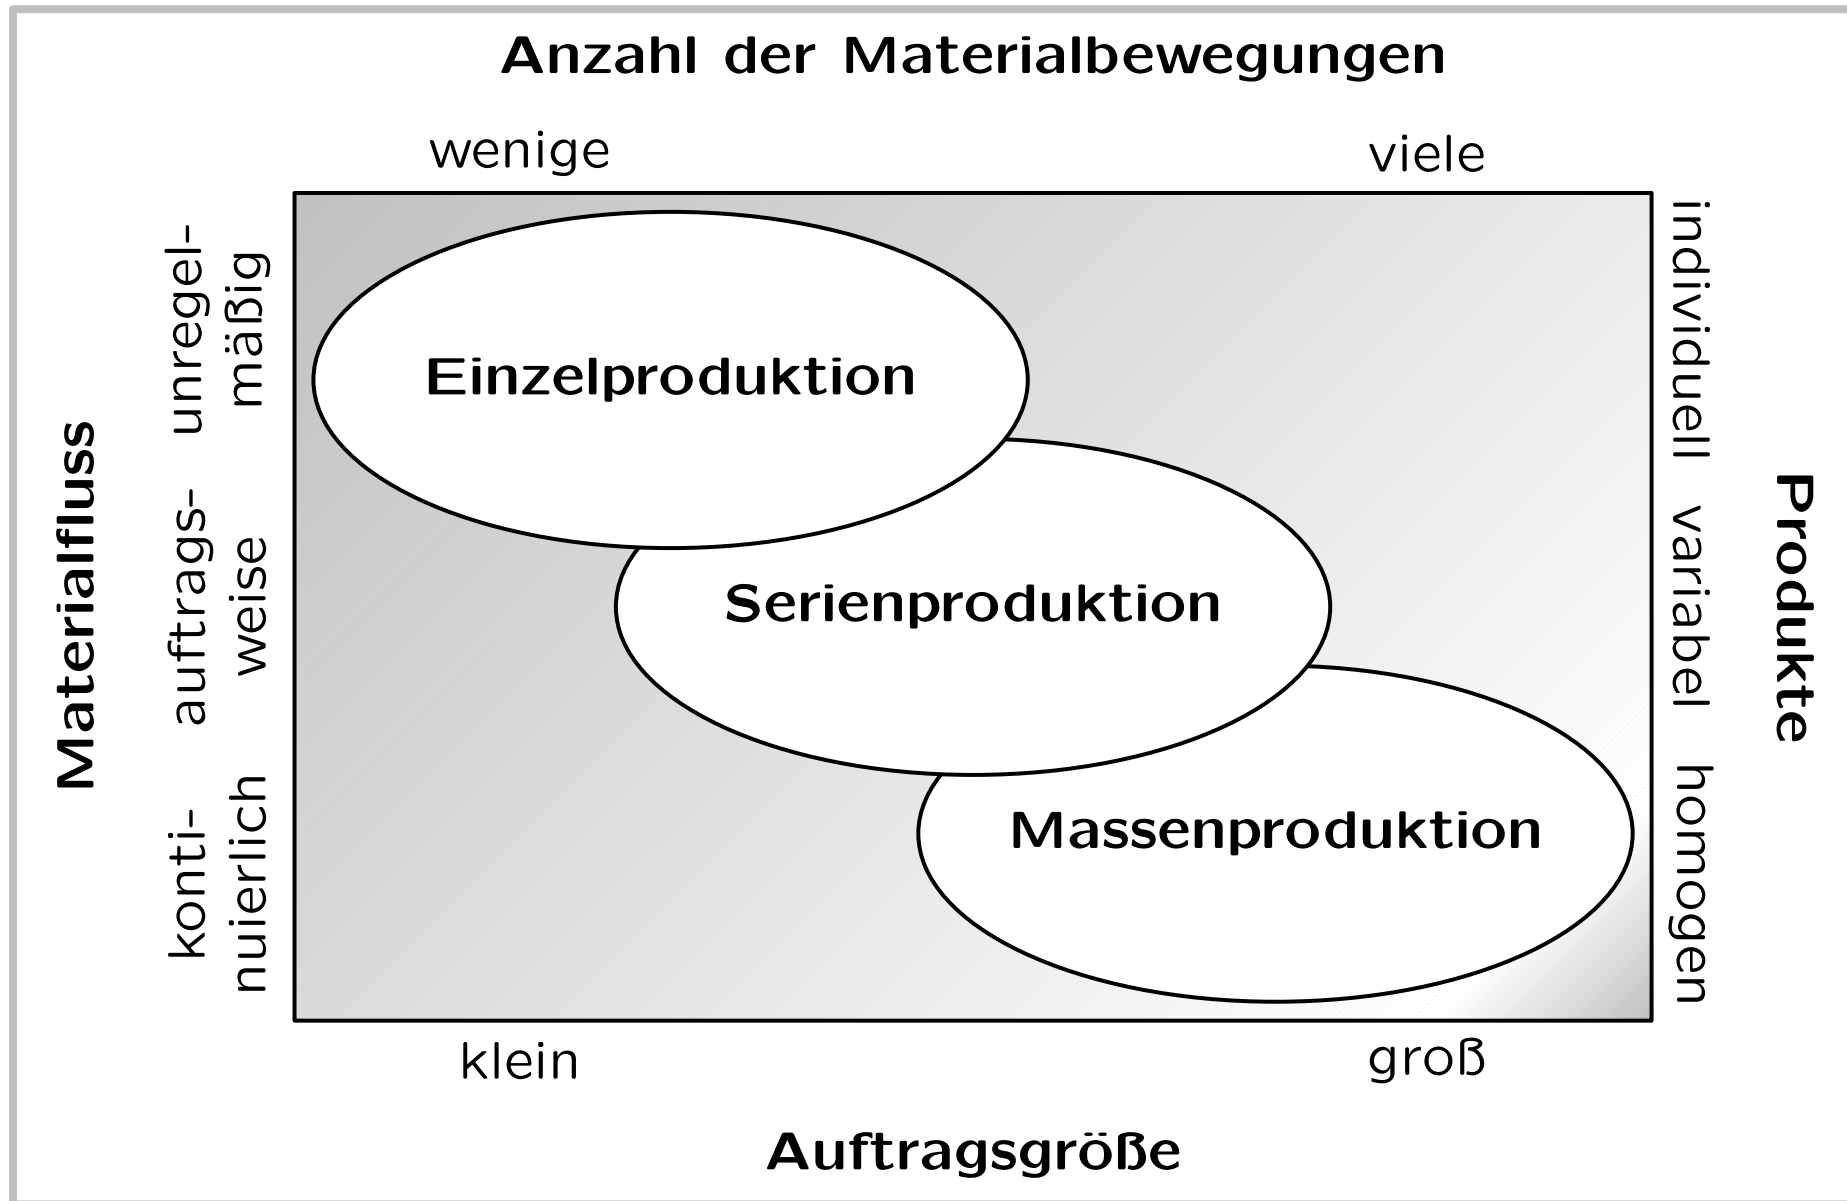 Anzahl der Materialbewegungen
wenige
viele
Materialfluss
unregel-
mäßig
auftrags-
weise
konti-
nuierlich
Einzelproduktion
Serienproduktion
Massenproduktion
individuell
variabel
homogen
Produkte
klein
groß
Auftragsgröße